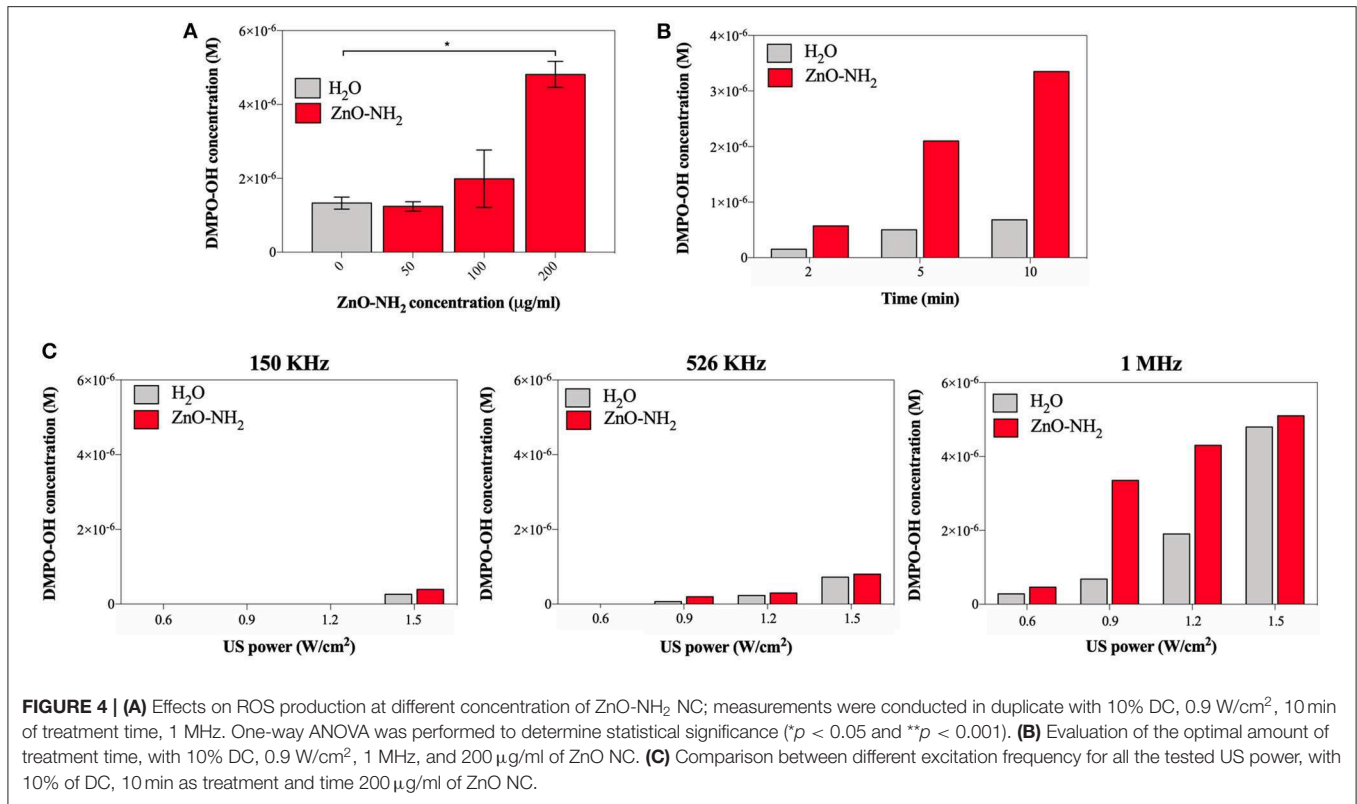 A
DMPO-OH concentration (M)
6×10⁻⁶
4×10⁻⁶
2×10⁻⁶
0
*
H₂O
ZnO-NH₂
0
50
100
200
ZnO-NH₂ concentration (μg/ml)
B
DMPO-OH concentration (M)
4×10⁻⁶
3×10⁻⁶
2×10⁻⁶
1×10⁻⁶
0
H₂O
ZnO-NH₂
2
5
10
Time (min)
C
150 KHz
DMPO-OH concentration (M)
6×10⁻⁶
4×10⁻⁶
2×10⁻⁶
0
H₂O
ZnO-NH₂
0.6
0.9
1.2
1.5
US power (W/cm²)
526 KHz
DMPO-OH concentration (M)
6×10⁻⁶
4×10⁻⁶
2×10⁻⁶
0
H₂O
ZnO-NH₂
0.6
0.9
1.2
1.5
US power (W/cm²)
1 MHz
DMPO-OH concentration (M)
6×10⁻⁶
4×10⁻⁶
2×10⁻⁶
0
H₂O
ZnO-NH₂
0.6
0.9
1.2
1.5
US power (W/cm²)
FIGURE 4 | (A) Effects on ROS production at different concentration of ZnO-NH₂ NC; measurements were conducted in duplicate with 10% DC, 0.9 W/cm², 10 min
of treatment time, 1 MHz. One-way ANOVA was performed to determine statistical significance (*p < 0.05 and **p < 0.001). (B) Evaluation of the optimal amount of
treatment time, with 10% DC, 0.9 W/cm², 1 MHz, and 200 μg/ml of ZnO NC. (C) Comparison between different excitation frequency for all the tested US power, with
10% of DC, 10 min as treatment and time 200 μg/ml of ZnO NC.